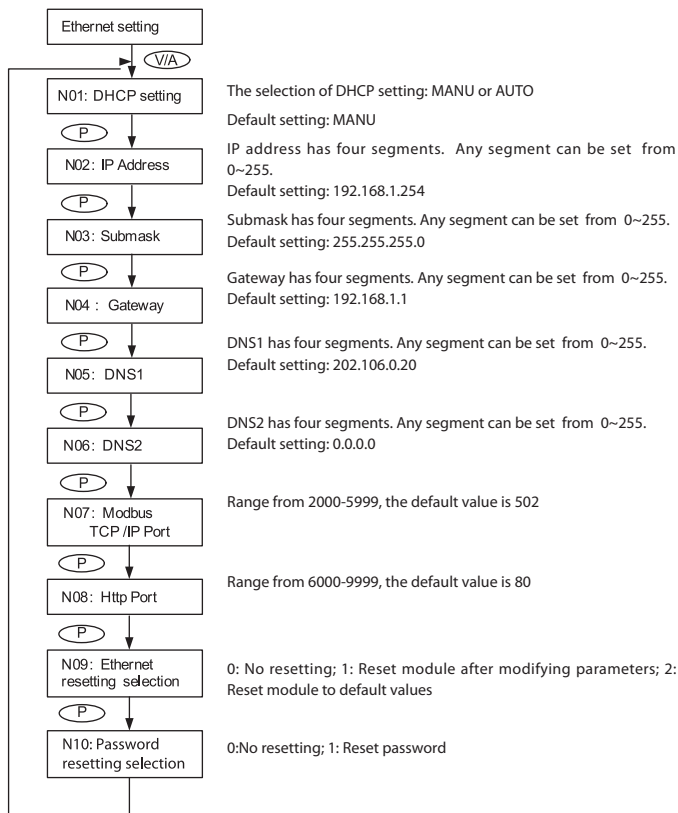 Ethernet setting
V/A
N01: DHCP setting
The selection of DHCP setting: MANU or AUTO
Default setting: MANU
P
N02: IP Address
IP address has four segments. Any segment can be set from
0~255.
Default setting: 192.168.1.254
P
N03: Submask
Submask has four segments. Any segment can be set from 0~255.
Default setting: 255.255.255.0
P
N04 : Gateway
Gateway has four segments. Any segment can be set from 0~255.
Default setting: 192.168.1.1
P
N05: DNS1
DNS1 has four segments. Any segment can be set from 0~255.
Default setting: 202.106.0.20
P
N06: DNS2
DNS2 has four segments. Any segment can be set from 0~255.
Default setting: 0.0.0.0
P
N07: Modbus
TCP /IP Port
Range from 2000-5999, the default value is 502
P
N08: Http Port
Range from 6000-9999, the default value is 80
P
N09: Ethernet
resetting selection
0: No resetting; 1: Reset module after modifying parameters; 2:
Reset module to default values
P
N10: Password
resetting selection
0:No resetting; 1: Reset password